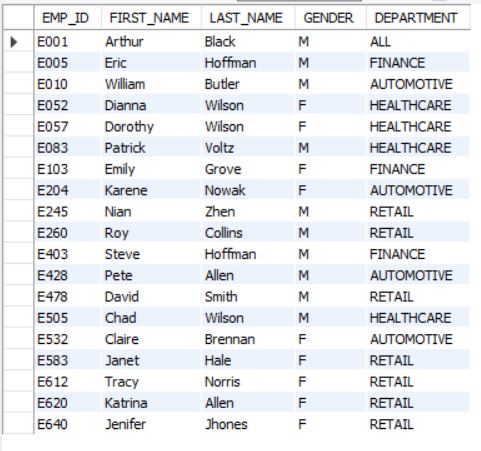 EMP_ID FIRST_NAME LAST_NAME GENDER DEPARTMENT
E001 Arthur Black M ALL
E005 Eric Hoffman M FINANCE
E010 William Butler M AUTOMOTIVE
E052 Dianna Wilson F HEALTHCARE
E057 Dorothy Wilson F HEALTHCARE
E083 Patrick Voltz M HEALTHCARE
E103 Emily Grove F FINANCE
E204 Karene Nowak F AUTOMOTIVE
E245 Nian Zhen M RETAIL
E260 Roy Collins M RETAIL
E403 Steve Hoffman M FINANCE
E428 Pete Allen M AUTOMOTIVE
E478 David Smith M RETAIL
E505 Chad Wilson M HEALTHCARE
E532 Claire Brennan F AUTOMOTIVE
E583 Janet Hale F RETAIL
E612 Tracy Norris F RETAIL
E620 Katrina Allen F RETAIL
E640 Jenifer Jhones F RETAIL